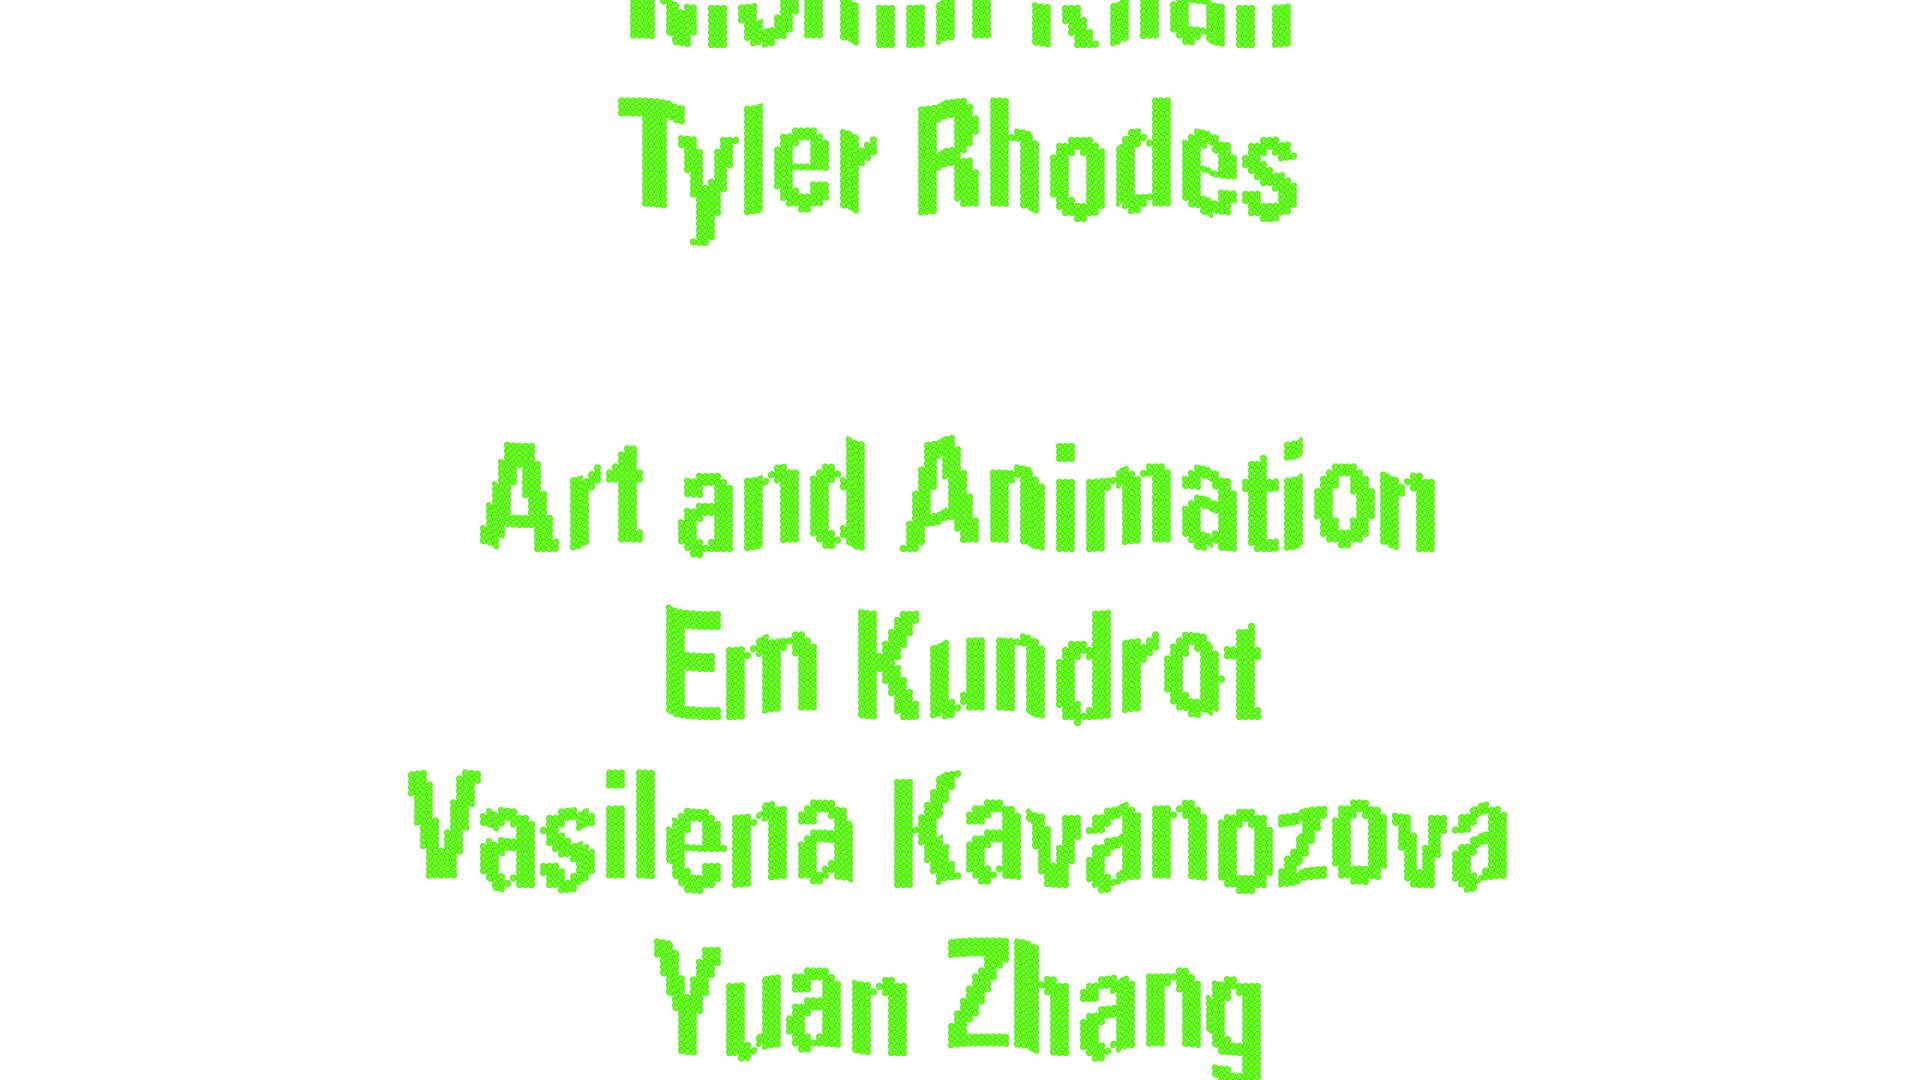 Tyler Rhodes
Art and Animation
Em Kundrot
Vasilena Kavanozova
Yuan Zhang